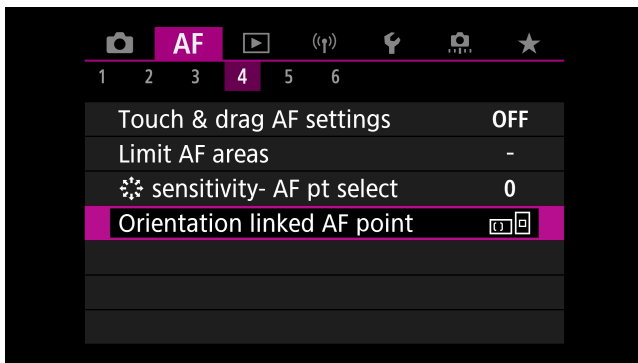 AF
1 2 3 4 5 6
Touch & drag AF settings OFF
Limit AF areas -
sensitivity- AF pt select 0
Orientation linked AF point